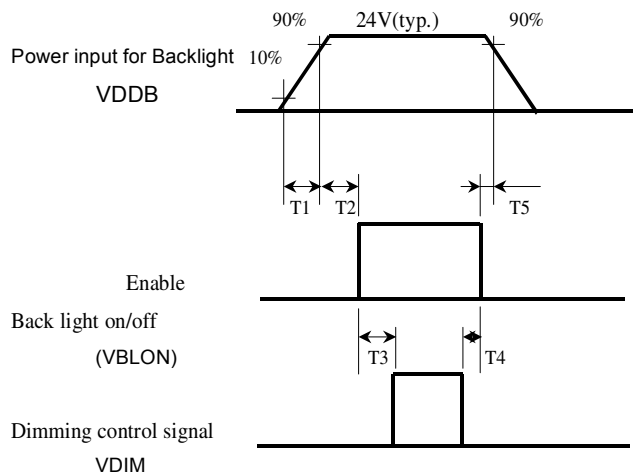 90% 24V(typ.) 90%
Power input for Backlight 10%
VDDB
T1 T2 T5
Enable
Back light on/off
(VBLON)
T3 T4
Dimming control signal
VDIM